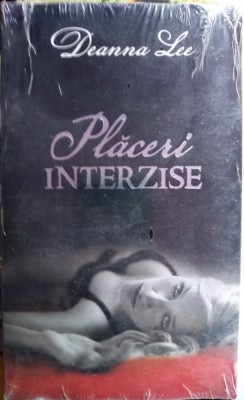 Deanna Lee
Plăceri
INTERZISE